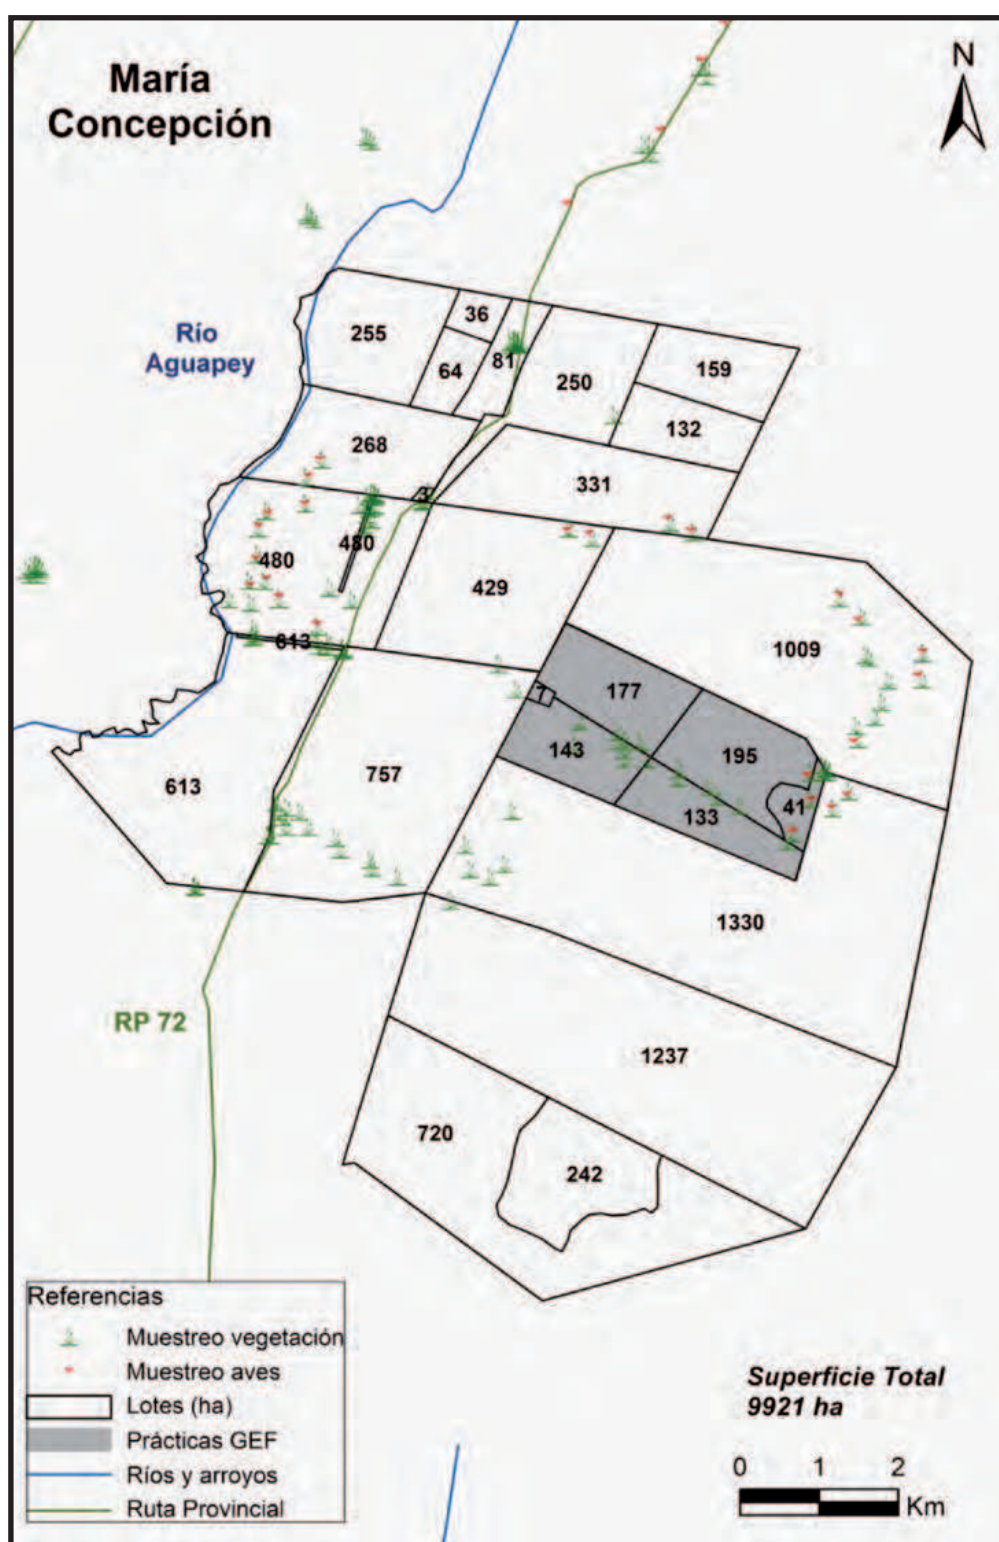 María
Concepción
N
Río
Aguapey
36
255
81
64
250
159
132
268
331
3
480
480
429
613
1009
177
7
143
195
41
133
613
757
1330
RP 72
1237
720
242
Referencias
Muestreo vegetación
Muestreo aves
Lotes (ha)
Prácticas GEF
Ríos y arroyos
Ruta Provincial
Superficie Total
9921 ha
0 1 2
Km